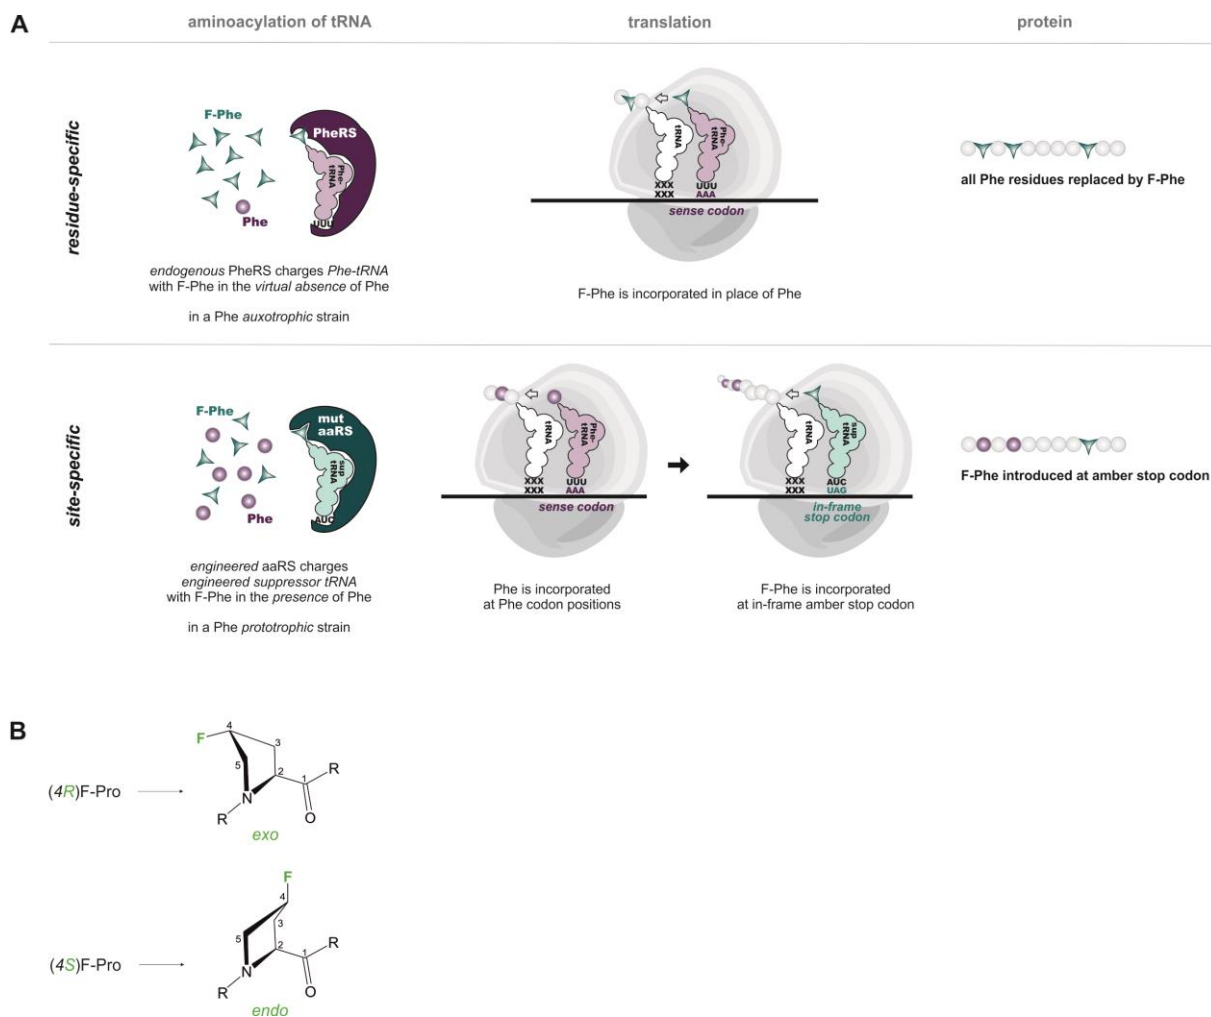 A
aminoacylation of tRNA
translation
protein
residue-specific
F-Phe
PheRS
Phe-tRNA
UUU
Phe
endogenous PheRS charges Phe-tRNA
with F-Phe in the virtual absence of Phe
in a Phe auxotrophic strain
tRNA
Phe-tRNA
XXX UUU
XXX AAA
sense codon
F-Phe is incorporated in place of Phe
all Phe residues replaced by F-Phe
site-specific
F-Phe
mut
aaRS
sup
tRNA
AUC
Phe
engineered aaRS charges
engineered suppressor tRNA
with F-Phe in the presence of Phe
in a Phe prototrophic strain
tRNA
Phe-tRNA
XXX UUU
XXX AAA
sense codon
Phe is incorporated
at Phe codon positions
tRNA
sup
tRNA
XXX AUC
XXX UAG
in-frame
stop codon
F-Phe is incorporated
at in-frame amber stop codon
F-Phe introduced at amber stop codon
B
(4R)F-Pro
F
4
3
5
2
1
R
N
R
O
exo
(4S)F-Pro
F
4
3
5
2
1
R
N
R
O
endo